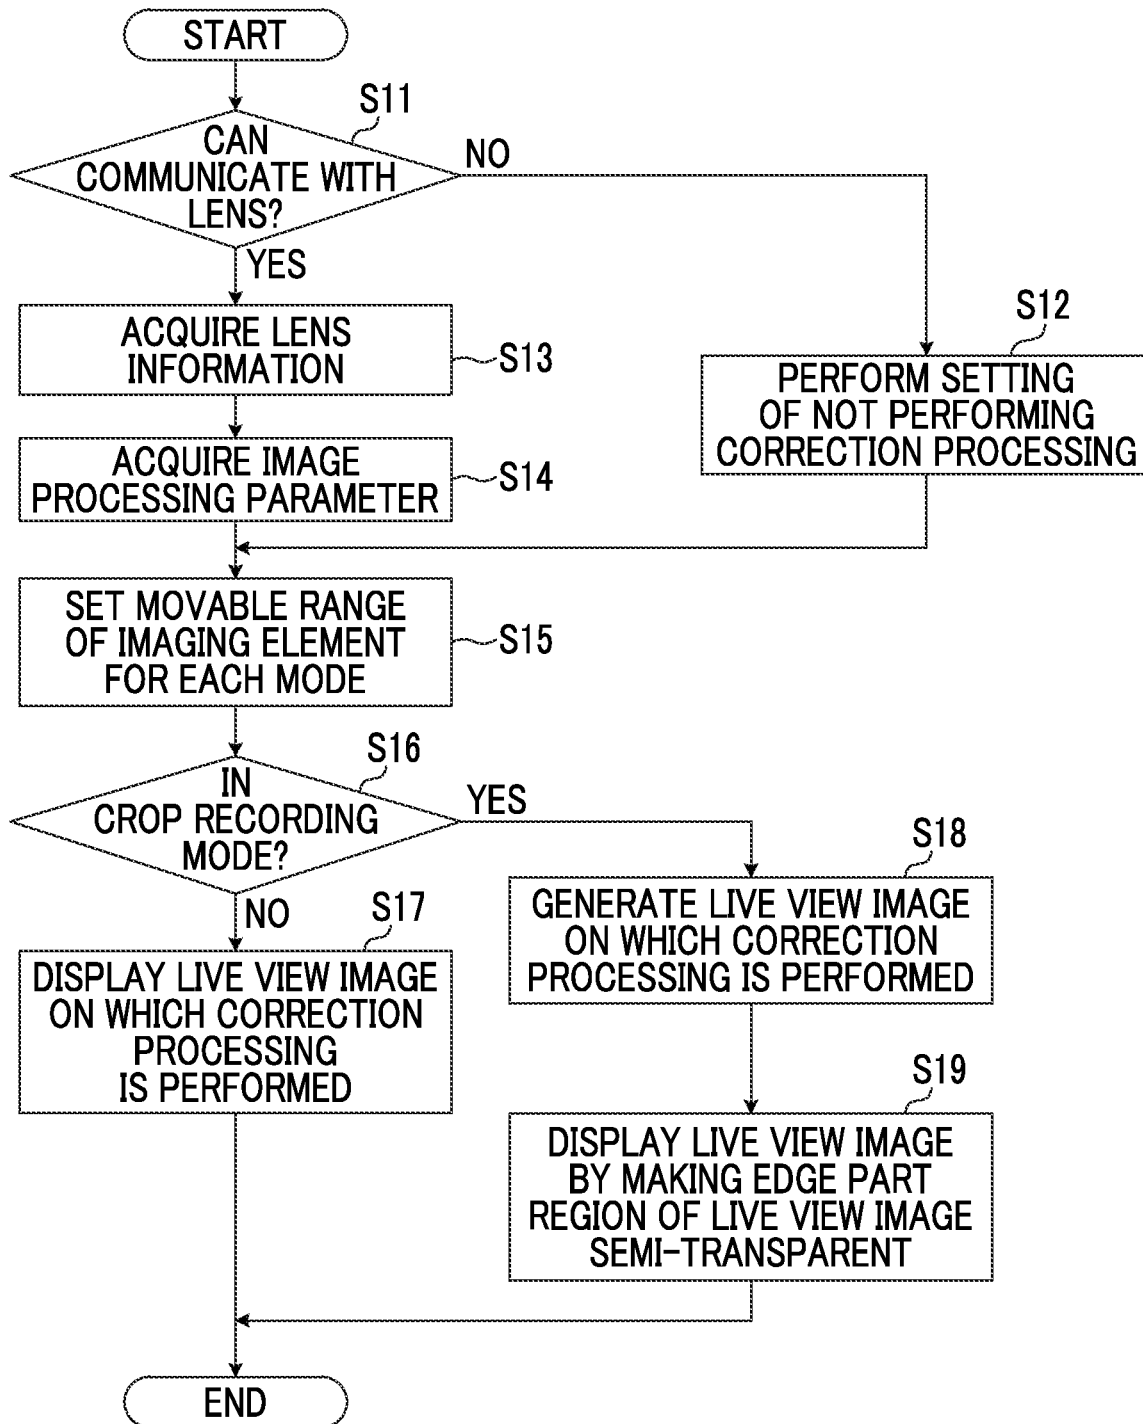 START
S11
CAN
COMMUNICATE WITH
LENS?
NO
YES
S12
PERFORM SETTING
OF NOT PERFORMING
CORRECTION PROCESSING
ACQUIRE LENS
INFORMATION
S13
ACQUIRE IMAGE
PROCESSING PARAMETER
S14
SET MOVABLE RANGE
OF IMAGING ELEMENT
FOR EACH MODE
S15
S16
IN
CROP RECORDING
MODE?
YES
NO
S17
DISPLAY LIVE VIEW IMAGE
ON WHICH CORRECTION
PROCESSING
IS PERFORMED
S18
GENERATE LIVE VIEW IMAGE
ON WHICH CORRECTION
PROCESSING IS PERFORMED
S19
DISPLAY LIVE VIEW IMAGE
BY MAKING EDGE PART
REGION OF LIVE VIEW IMAGE
SEMI-TRANSPARENT
END